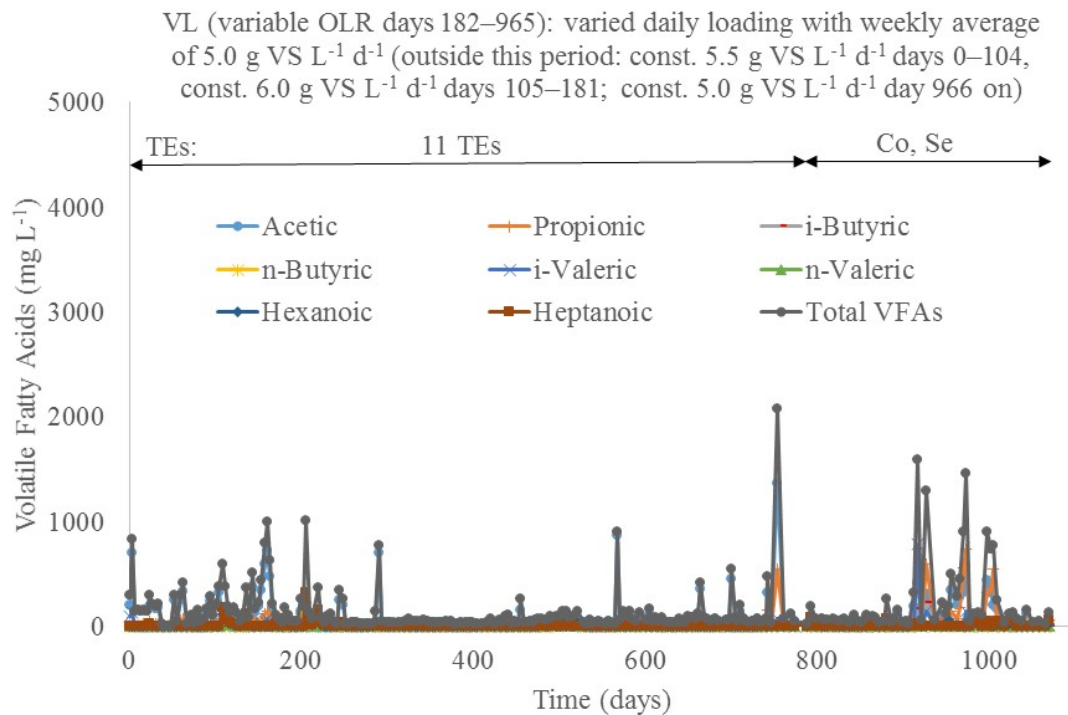 VL (variable OLR days 182–965): varied daily loading with weekly average
of 5.0 g VS L⁻¹ d⁻¹ (outside this period: const. 5.5 g VS L⁻¹ d⁻¹ days 0–104,
const. 6.0 g VS L⁻¹ d⁻¹ days 105–181; const. 5.0 g VS L⁻¹ d⁻¹ day 966 on)
5000
TEs: 11 TEs Co, Se
4000
Acetic Propionic i-Butyric
n-Butyric i-Valeric n-Valeric
Hexanoic Heptanoic Total VFAs
3000
2000
1000
0
Volatile Fatty Acids (mg L⁻¹)
0 200 400 600 800 1000
Time (days)